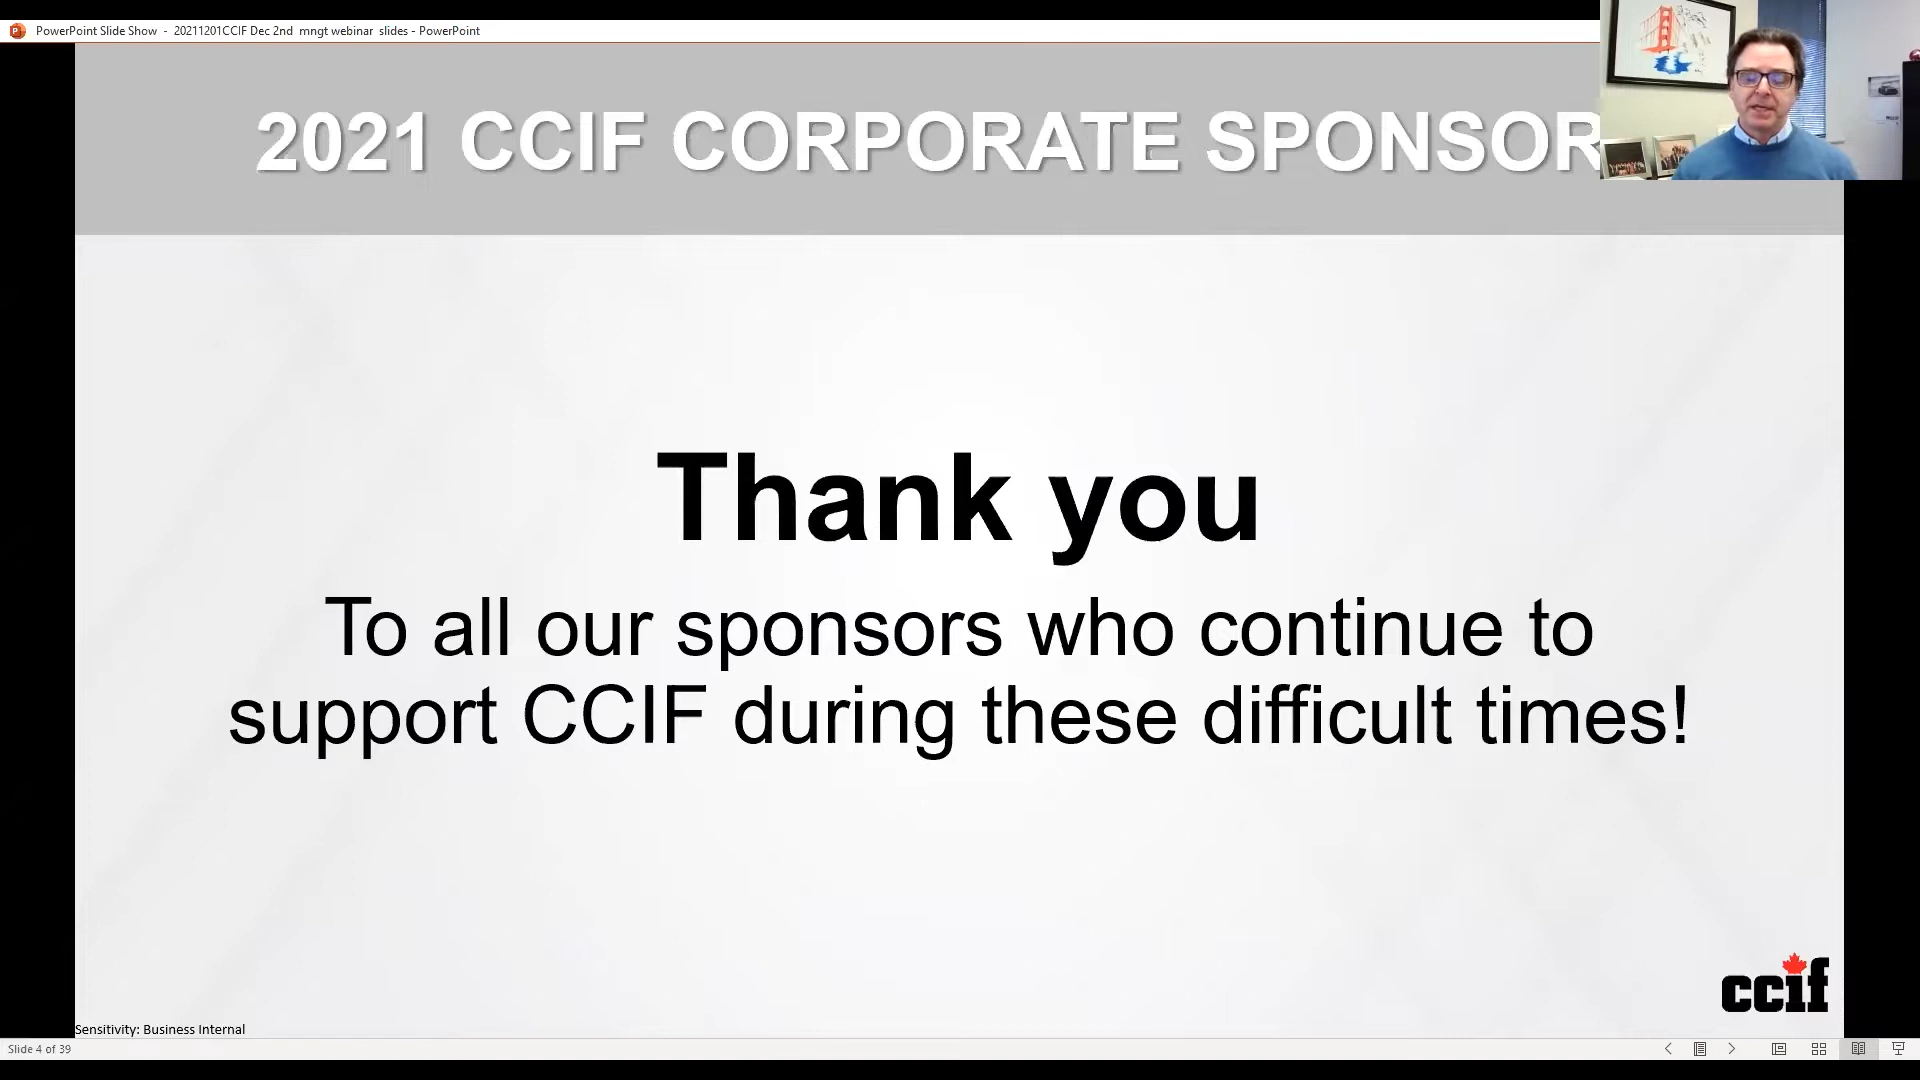 PowerPoint Slide Show - 20211201CCIF Dec 2nd mngt webinar slides - PowerPoint
2021 CCIF CORPORATE SPONSOR
Thank you
To all our sponsors who continue to
support CCIF during these difficult times!
ccif
Sensitivity: Business Internal
Slide 4 of 39